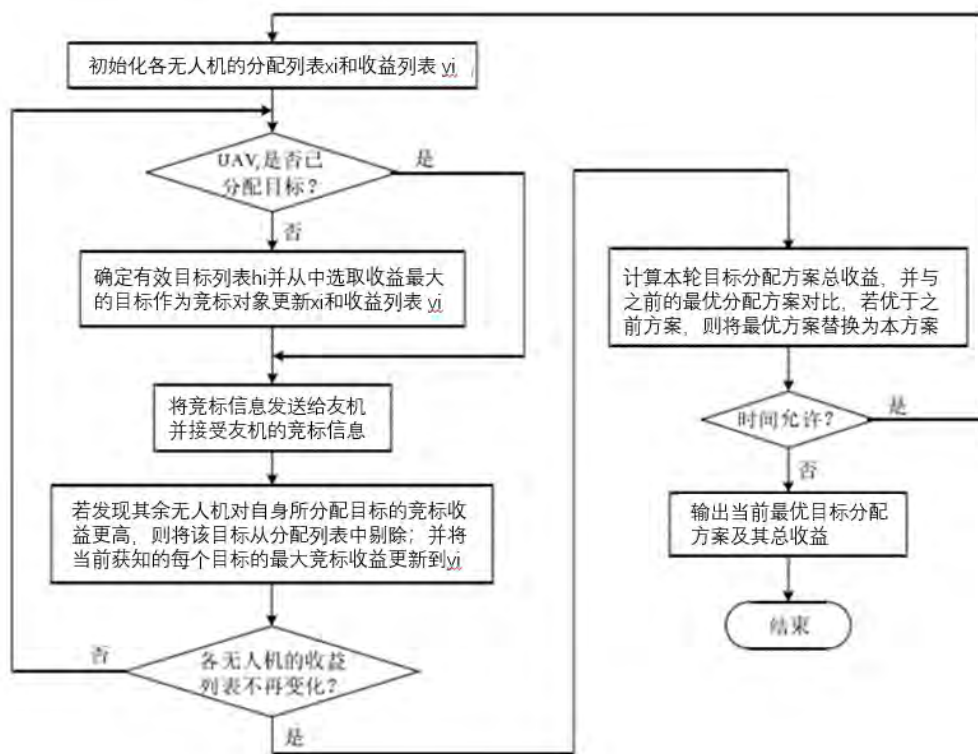 初始化各无人机的分配列表xi和收益列表 yi
UAVi是否已
分配目标？
是
否
确定有效目标列表hi并从中选取收益最大
的目标作为竞标对象更新xi和收益列表 yi
将竞标信息发送给友机
并接受友机的竞标信息
若发现其余无人机对自身所分配目标的竞标收
益更高，则将该目标从分配列表中剔除；并将
当前获知的每个目标的最大竞标收益更新到yi
各无人机的收益
列表不再变化？
否
是
计算本轮目标分配方案总收益，并与
之前的最优分配方案对比，若优于之
前方案，则将最优方案替换为本方案
时间允许？
是
否
输出当前最优目标分配
方案及其总收益
结束